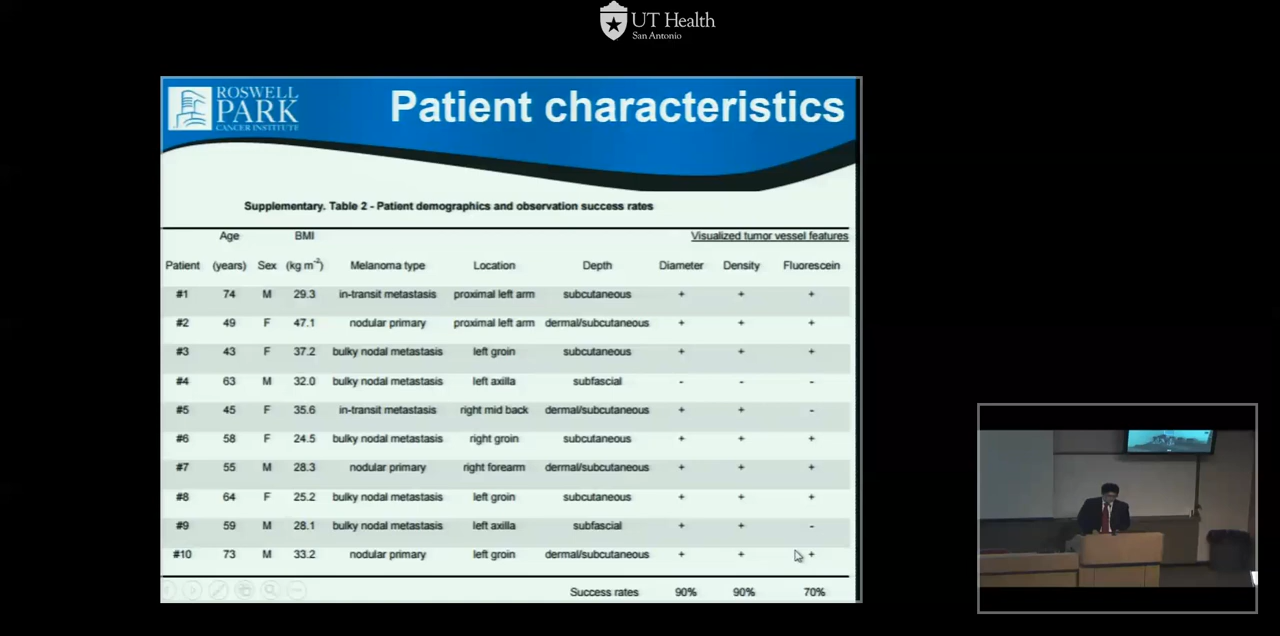 UT Health
San Antonio
ROSWELL
PARK
CANCER INSTITUTE
Patient characteristics
Supplementary. Table 2 - Patient demographics and observation success rates
Age BMI Visualized tumor vessel features
Patient (years) Sex (kg m⁻²) Melanoma type Location Depth Diameter Density Fluorescein
#1 74 M 29.3 in-transit metastasis proximal left arm subcutaneous + + +
#2 49 F 47.1 nodular primary proximal left arm dermal/subcutaneous + + +
#3 43 F 37.2 bulky nodal metastasis left groin subcutaneous + + +
#4 63 M 32.0 bulky nodal metastasis left axilla subfascial - - -
#5 45 F 35.6 in-transit metastasis right mid back dermal/subcutaneous + + -
#6 58 F 24.5 bulky nodal metastasis right groin subcutaneous + + +
#7 55 M 28.3 nodular primary right forearm dermal/subcutaneous + + +
#8 64 F 25.2 bulky nodal metastasis left groin subcutaneous + + +
#9 59 M 28.1 bulky nodal metastasis left axilla subfascial + + -
#10 73 M 33.2 nodular primary left groin dermal/subcutaneous + + +
Success rates 90% 90% 70%